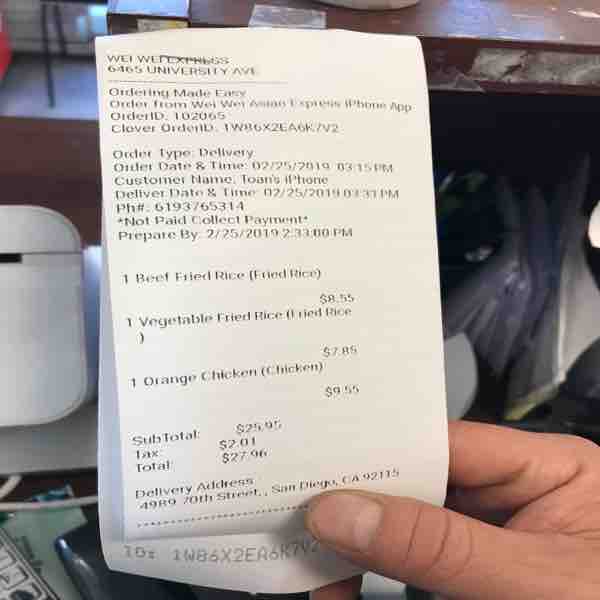 WEI WEI EXPRESS
6465 UNIVERSITY AVE
Ordering Made Easy
Order from Wei Wei Asian Express iPhone App
OrderID: 102065
Clover OrderID: 1W86X2EA6K7V2
Order Type: Delivery
Order Date & Time: 02/25/2019 03:15PM
Customer Name: Toan's iPhone
Deliver Date & Time: 02/25/2019 03:33PM
Ph#: 6193765314
*Not Paid Collect Payment*
Prepare By: 2/25/2019 2:33:00 PM
1 Beef Fried Rice (Fried Rice)
$8.55
1 Vegetable Fried Rice (Fried Rice
)
$7.85
1 Orange Chicken (Chicken)
$9.55
SubTotal: $25.95
Tax: $2.01
Total: $27.96
Delivery Address
4989 70th Street, , San Diego, CA 92115
ID: 1W86X2EA6K7V2